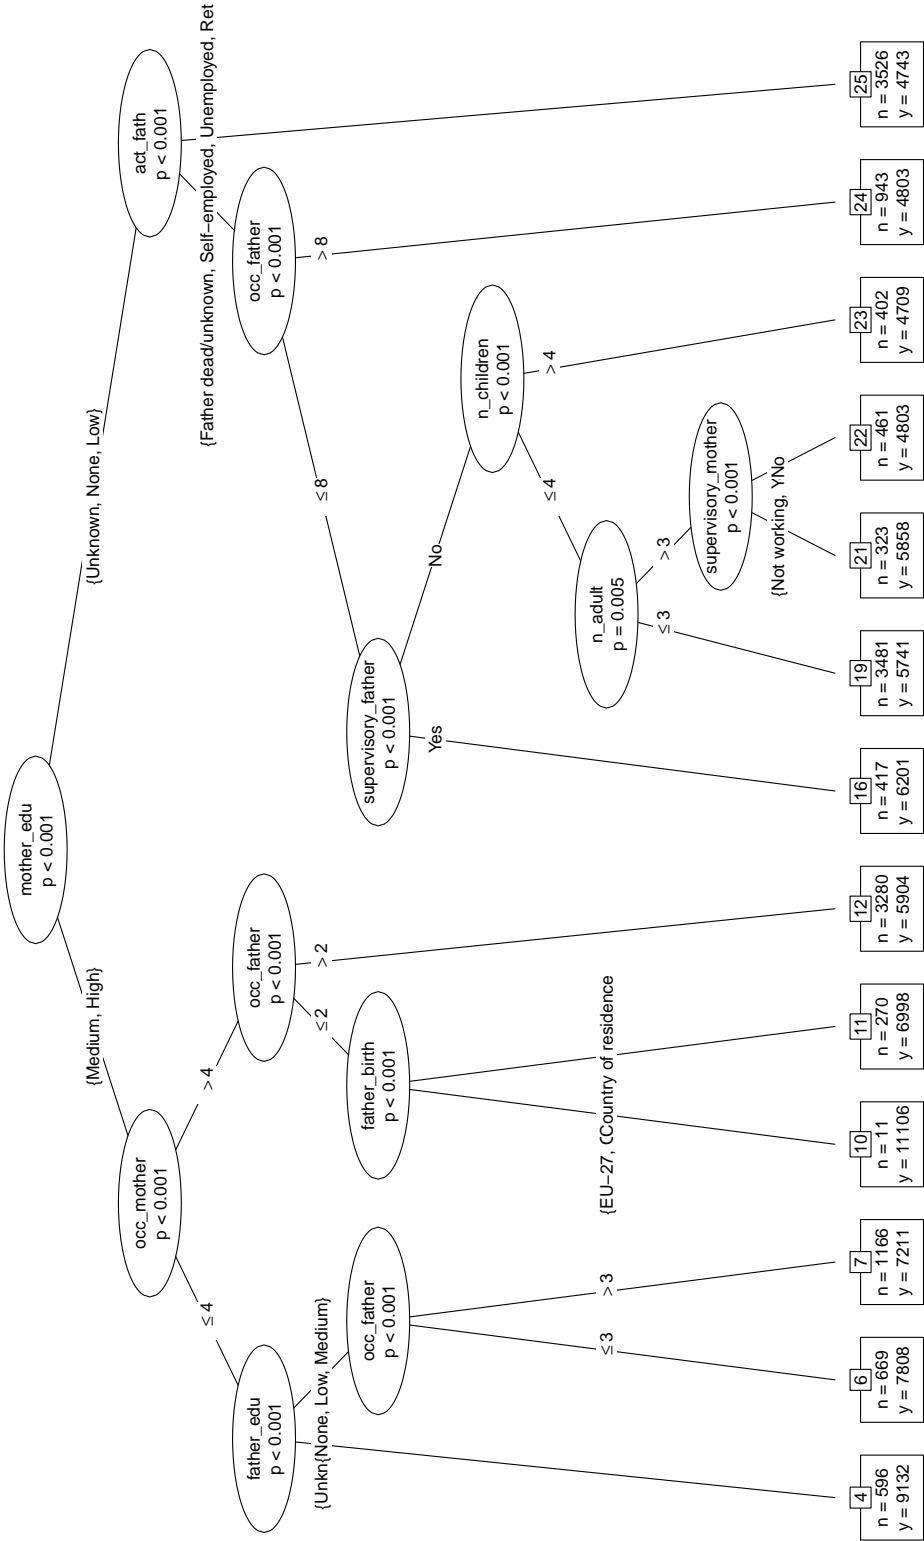 mother_edu
p < 0.001
{Medium, High}
{Unknown, None, Low}
occ_mother
p < 0.001
act_fath
p < 0.001
≤ 4
> 4
{Father dead/unknown, Self−employed, Unemployed, Ret
father_edu
p < 0.001
occ_father
p < 0.001
occ_father
p < 0.001
{Unkn{None, Low, Medium}
≤ 2
> 2
≤ 8
> 8
occ_father
p < 0.001
father_birth
p < 0.001
supervisory_father
p < 0.001
Yes
No
n_children
p < 0.001
≤ 4
> 4
≤ 3
> 3
{EU−27, (Country of residence
n_adult
p = 0.005
≤ 3
> 3
supervisory_mother
p < 0.001
{Not working, YNo
4
n = 596
y = 9132
6
n = 669
y = 7808
7
n = 1166
y = 7211
10
n = 11
y = 11106
11
n = 270
y = 6998
12
n = 3280
y = 5904
16
n = 417
y = 6201
19
n = 3481
y = 5741
21
n = 323
y = 5858
22
n = 461
y = 4803
23
n = 402
y = 4709
24
n = 943
y = 4803
25
n = 3526
y = 4743